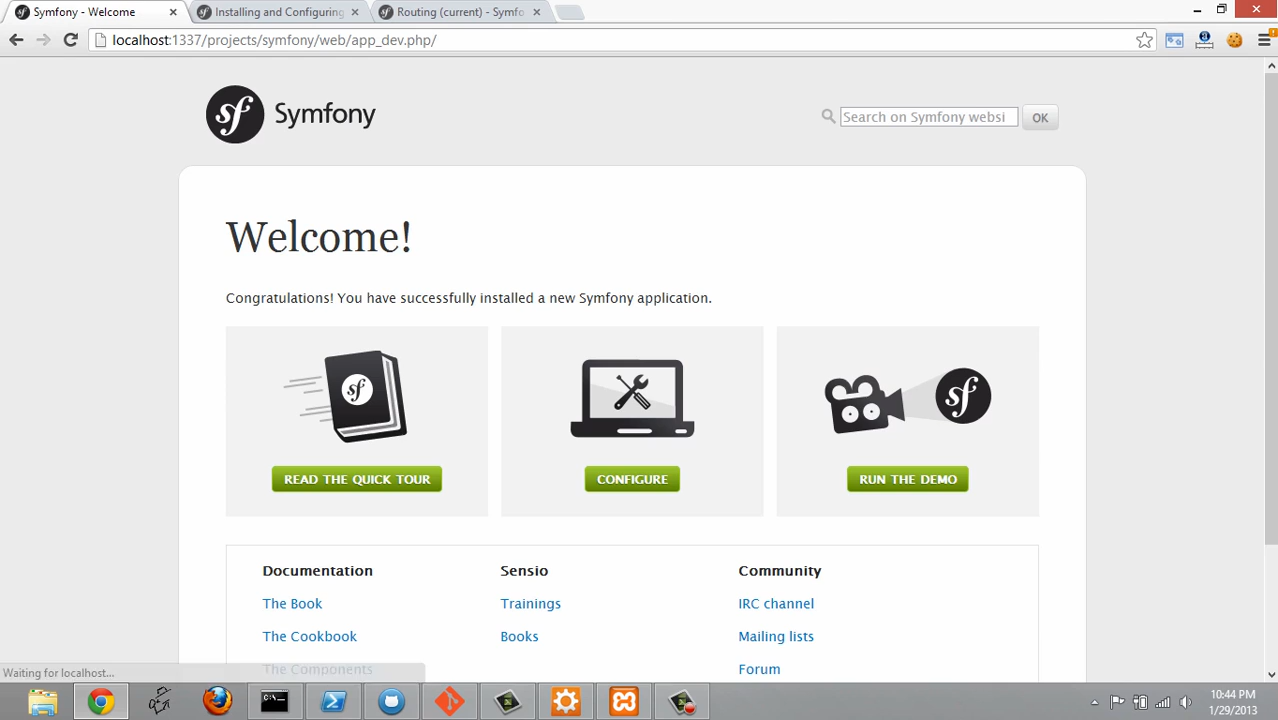 Symfony - Welcome
Installing and Configuring
Routing (current) - Symfo
localhost:1337/projects/symfony/web/app_dev.php/
sf Symfony
Search on Symfony websi
OK
Welcome!
Congratulations! You have successfully installed a new Symfony application.
sf
sf
READ THE QUICK TOUR
CONFIGURE
RUN THE DEMO
Documentation
Sensio
Community
The Book
Trainings
IRC channel
The Cookbook
Books
Mailing lists
The Components
Forum
Waiting for localhost...
C:\
10:44 PM
1/29/2013